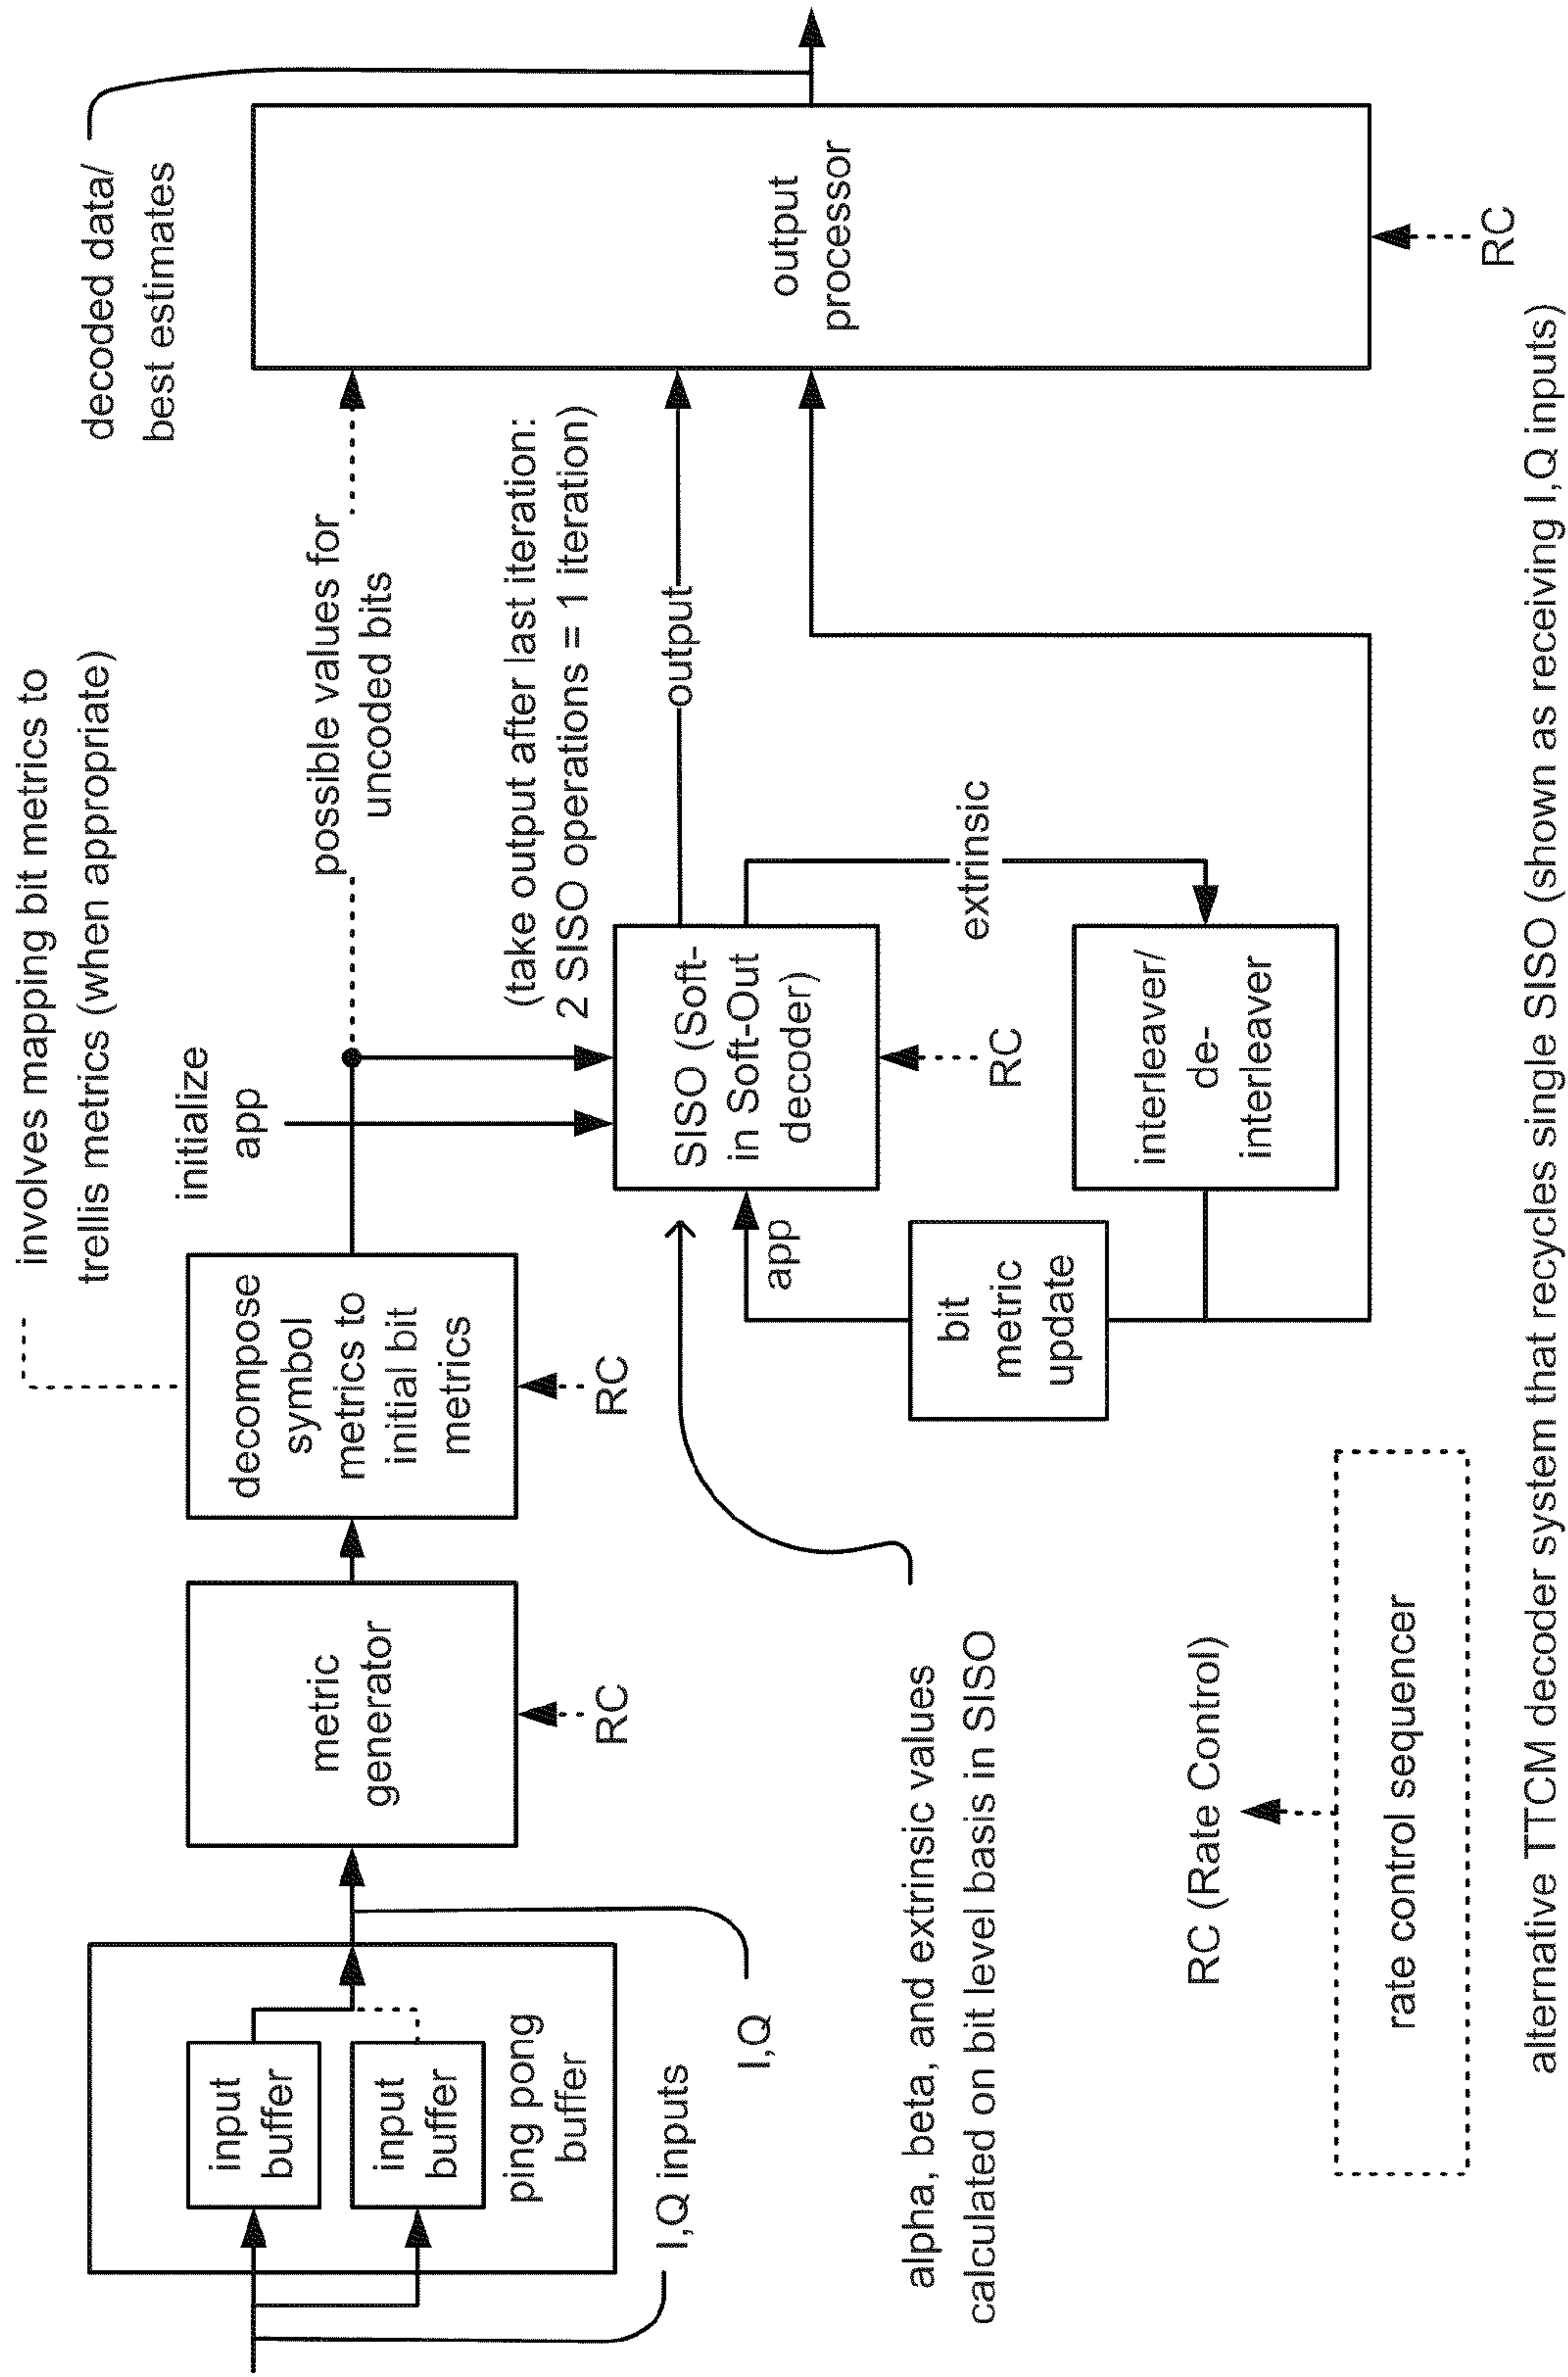 involves mapping bit metrics to
trellis metrics (when appropriate)
decoded data/
best estimates
initialize
app
possible values for
uncoded bits
input
buffer
input
buffer
ping pong
buffer
I,Q inputs
I,Q
metric
generator
RC
decompose
symbol
metrics to
initial bit
metrics
RC
(take output after last iteration:
2 SISO operations = 1 iteration)
output
SISO (Soft-
in Soft-Out
decoder)
RC
app
extrinsic
bit
metric
update
interleaver/
de-
interleaver
output
processor
RC
alpha, beta, and extrinsic values
calculated on bit level basis in SISO
RC (Rate Control)
rate control sequencer
alternative TTCM decoder system that recycles single SISO (shown as receiving I,Q inputs)